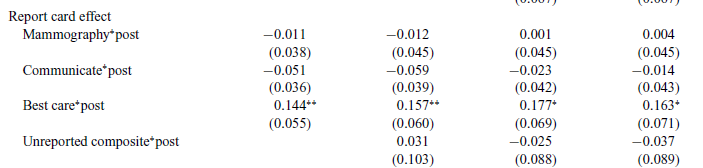 Report card effect
Mammography*post −0.011 −0.012 0.001 0.004
(0.038) (0.045) (0.045) (0.045)
Communicate*post −0.051 −0.059 −0.023 −0.014
(0.036) (0.039) (0.042) (0.043)
Best care*post 0.144** 0.157** 0.177* 0.163*
(0.055) (0.060) (0.069) (0.071)
Unreported composite*post 0.031 −0.025 −0.037
(0.103) (0.088) (0.089)